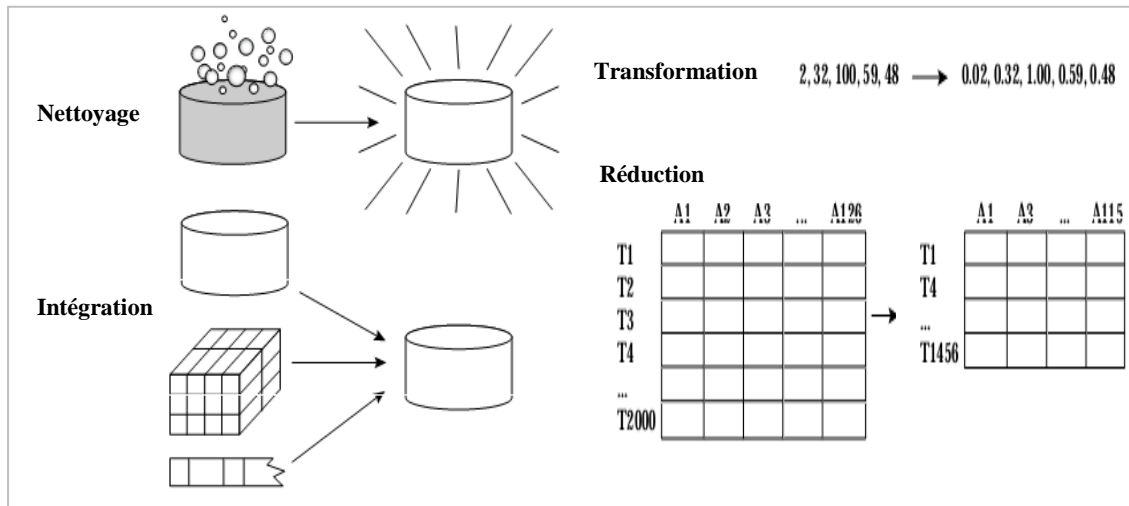 Nettoyage
Intégration
Transformation
2, 32, 100, 59, 48
0.02, 0.32, 1.00, 0.59, 0.48
Réduction
A1 A2 A3 ... A126
T1
T2
T3
T4
...
T2000
A1 A3 ... A115
T1
T4
...
T1456